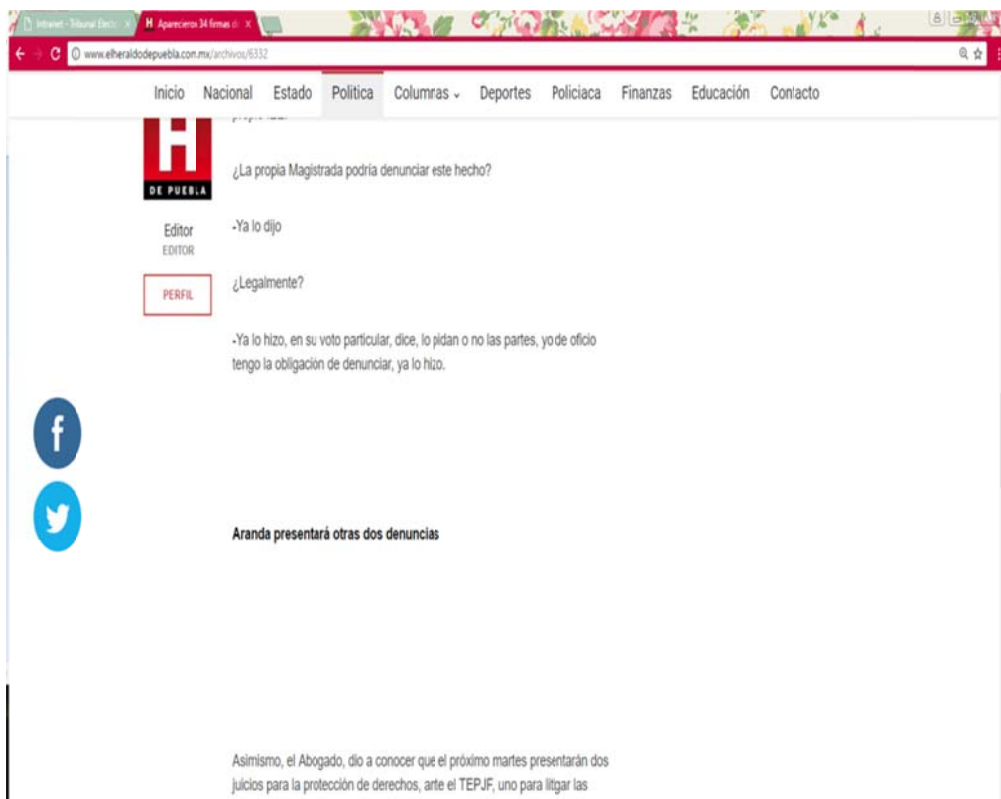 Intranet - Tribunal Elect
H Aparecieron 34 firmas d
www.elheraldodepuebla.com.mx/archivos/6332
Inicio Nacional Estado Política Columnas Deportes Policiaca Finanzas Educación Contacto
H
DE PUEBLA
Editor
EDITOR
PERFIL
¿La propia Magistrada podría denunciar este hecho?
-Ya lo dijo
¿Legalmente?
-Ya lo hizo, en su voto particular, dice, lo pidan o no las partes, yo de oficio
tengo la obligación de denunciar, ya lo hizo.
f
Aranda presentará otras dos denuncias
Asimismo, el Abogado, dio a conocer que el próximo martes presentarán dos
juicios para la protección de derechos, ante el TEPJF, uno para litigar las